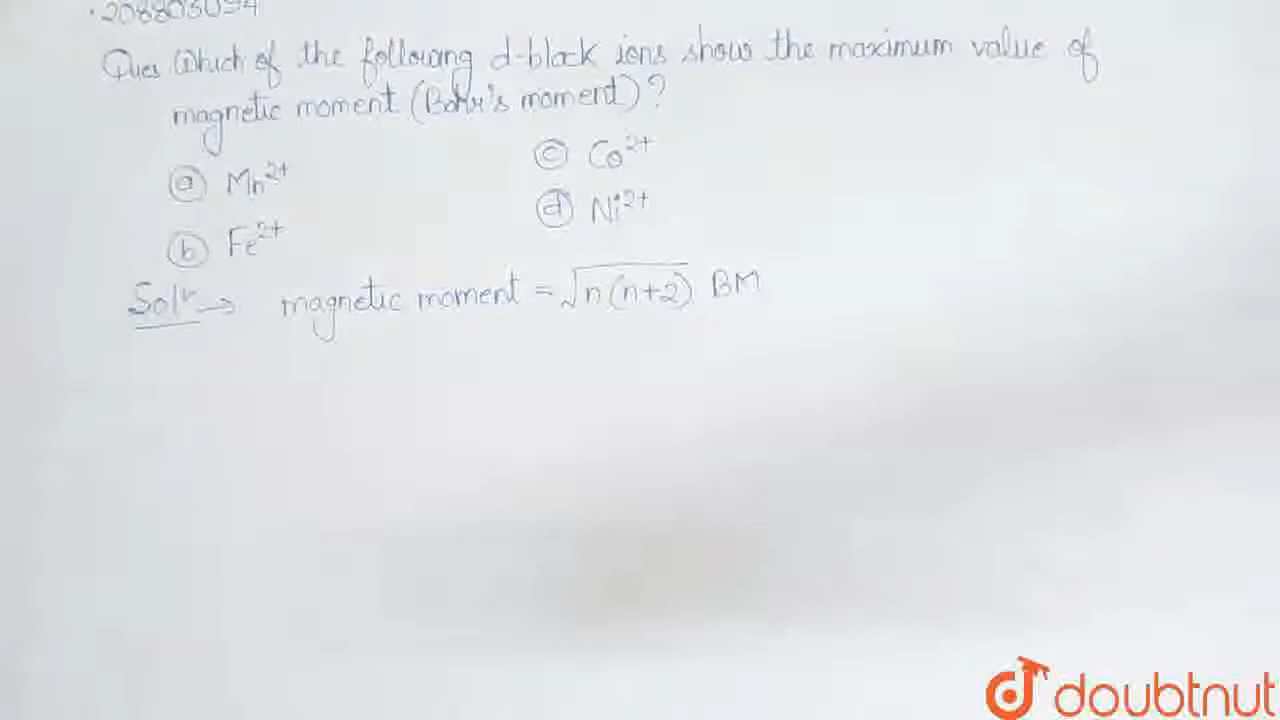 Ques Which of the following d-block ions show the maximum value of
magnetic moment (Bohr's moment)?
(a) Mn²⁺
(b) Fe²⁺
(c) Co²⁺
(d) Ni²⁺
Solⁿ → magnetic moment = √n(n+2) BM
doubtnut